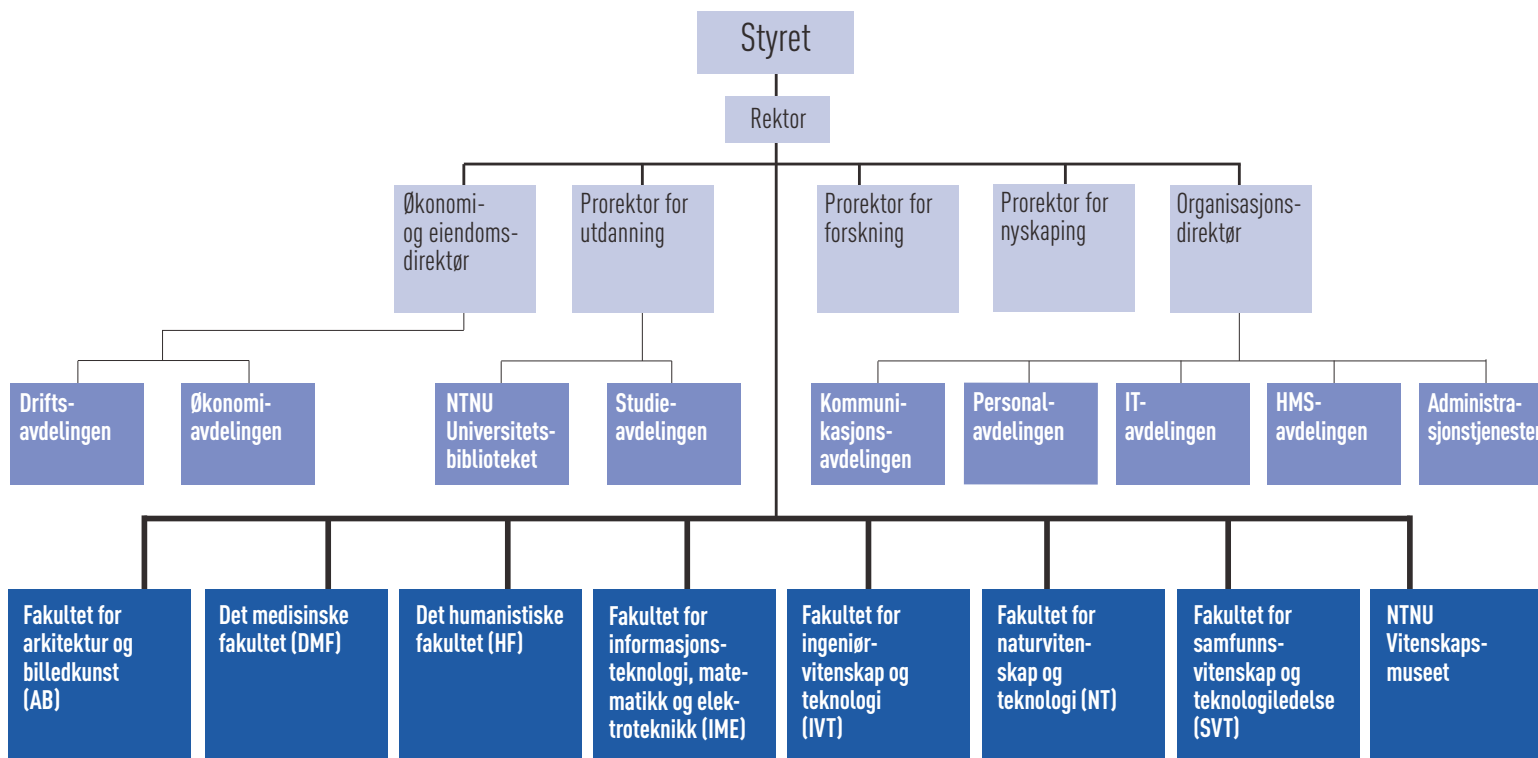 Styret
Rektor
Økonomi-
og eiendoms-
direktør
Prorektor for
utdanning
Prorektor for
forskning
Prorektor for
nyskaping
Organisasjons-
direktør
Drifts-
avdelingen
Økonomi-
avdelingen
NTNU
Universitets-
biblioteket
Studie-
avdelingen
Kommuni-
kasjons-
avdelingen
Personal-
avdelingen
IT-
avdelingen
HMS-
avdelingen
Administra-
sjonstjenester
Fakultet for
arkitektur og
billedkunst
(AB)
Det medisinske
fakultet (DMF)
Det humanistiske
fakultet (HF)
Fakultet for
informasjons-
teknologi, mate-
matikk og elek-
troteknikk (IME)
Fakultet for
ingeniør-
vitenskap og
teknologi
(IVT)
Fakultet for
naturviten-
skap og
teknologi (NT)
Fakultet for
samfunns-
vitenskap og
teknologiledelse
(SVT)
NTNU
Vitenskaps-
museet